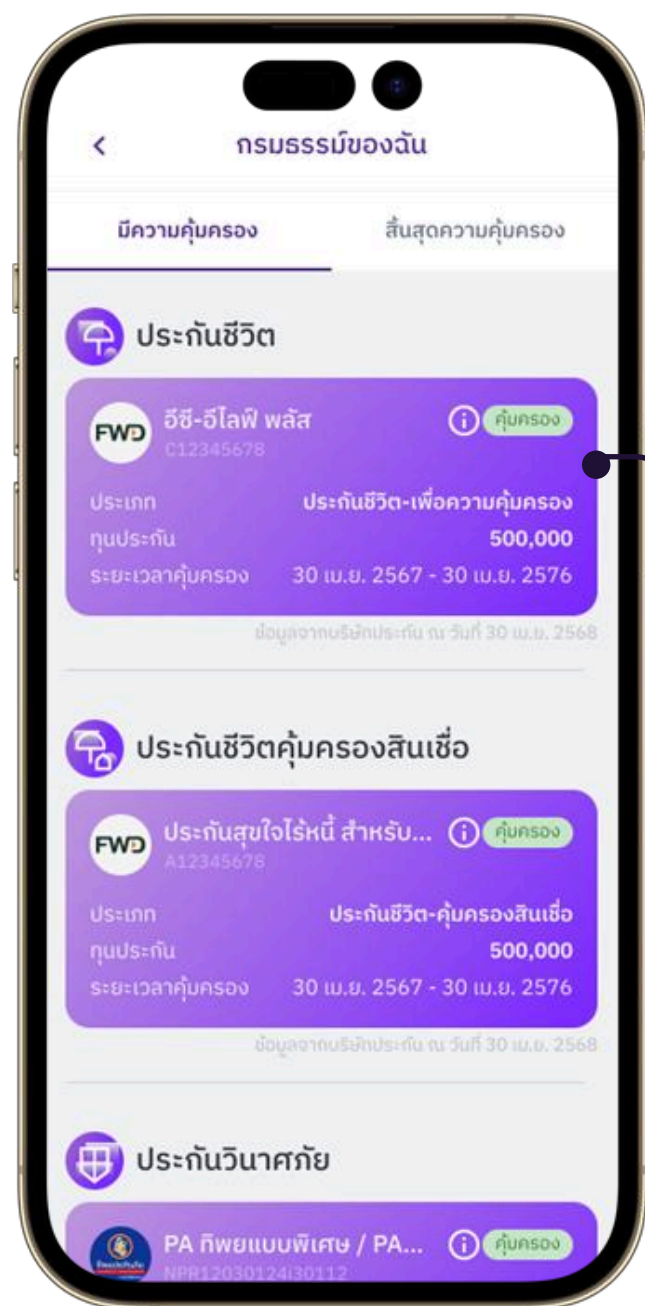 กรมธรรม์ของฉัน
มีความคุ้มครอง สิ้นสุดความคุ้มครอง
ประกันชีวิต
FWD อีซี-อีไลฟ์ พลัส i คุ้มครอง
C12345678
ประเภท ประกันชีวิต-เพื่อความคุ้มครอง
ทุนประกัน 500,000
ระยะเวลาคุ้มครอง 30 เม.ย. 2567 - 30 เม.ย. 2576
ข้อมูลจากบริษัทประกัน ณ วันที่ 30 เม.ย. 2568
ประกันชีวิตคุ้มครองสินเชื่อ
FWD ประกันสุขใจไร้หนี้ สำหรับ... i คุ้มครอง
A12345678
ประเภท ประกันชีวิต-คุ้มครองสินเชื่อ
ทุนประกัน 500,000
ระยะเวลาคุ้มครอง 30 เม.ย. 2567 - 30 เม.ย. 2576
ข้อมูลจากบริษัทประกัน ณ วันที่ 30 เม.ย. 2568
ประกันวินาศภัย
PA ทิพยแบบพิเศษ / PA... i คุ้มครอง
NPR12030124i30112